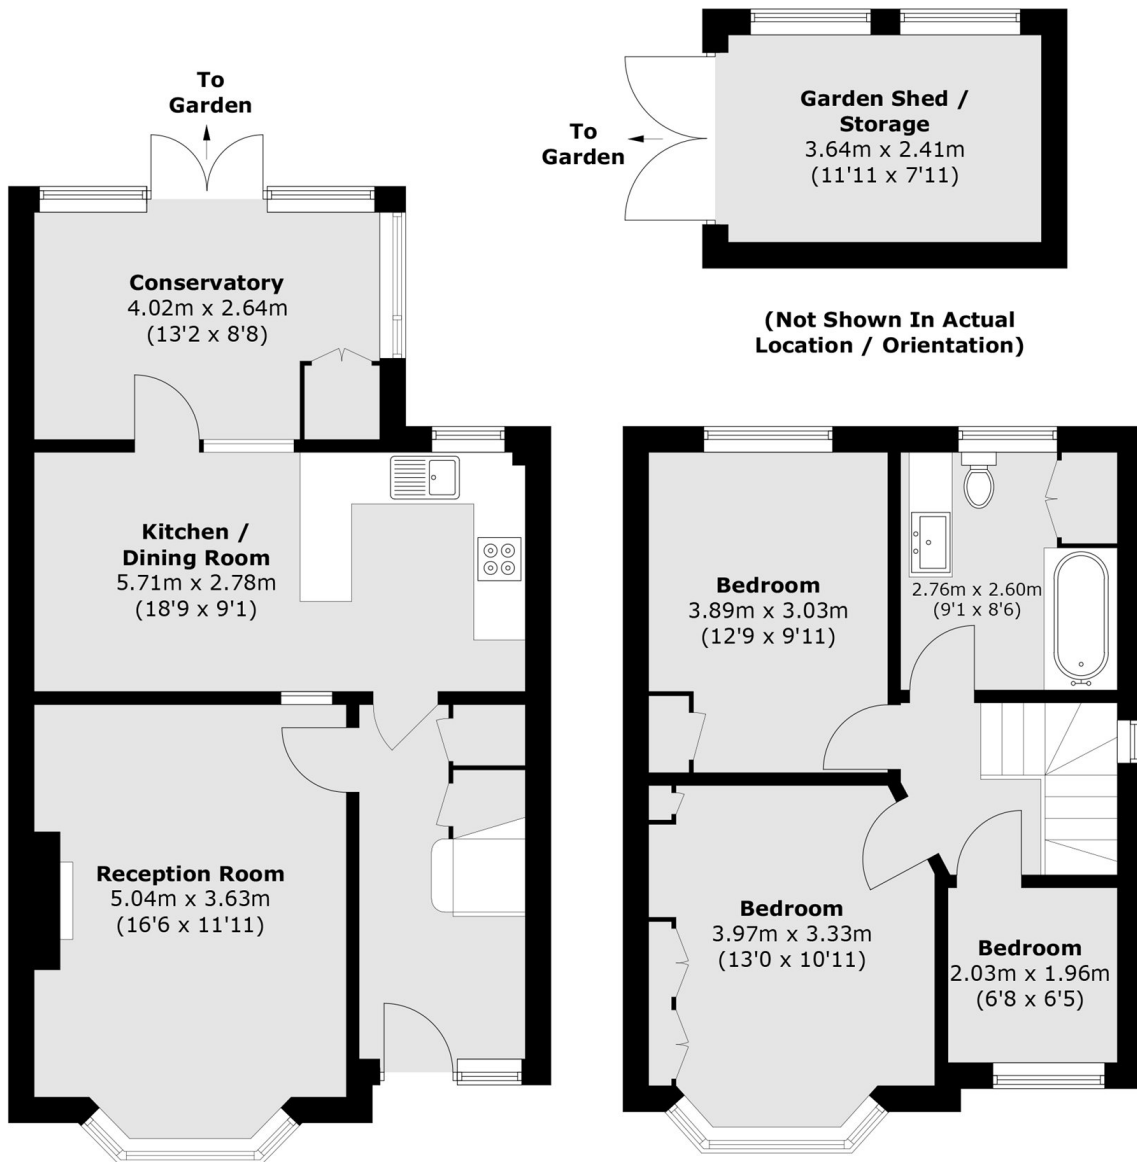 To
Garden
Conservatory
4.02m x 2.64m
(13'2 x 8'8)
Kitchen /
Dining Room
5.71m x 2.78m
(18'9 x 9'1)
Reception Room
5.04m x 3.63m
(16'6 x 11'11)
To
Garden
Garden Shed /
Storage
3.64m x 2.41m
(11'11 x 7'11)
(Not Shown In Actual
Location / Orientation)
Bedroom
3.89m x 3.03m
(12'9 x 9'11)
2.76m x 2.60m
(9'1 x 8'6)
Bedroom
3.97m x 3.33m
(13'0 x 10'11)
Bedroom
2.03m x 1.96m
(6'8 x 6'5)